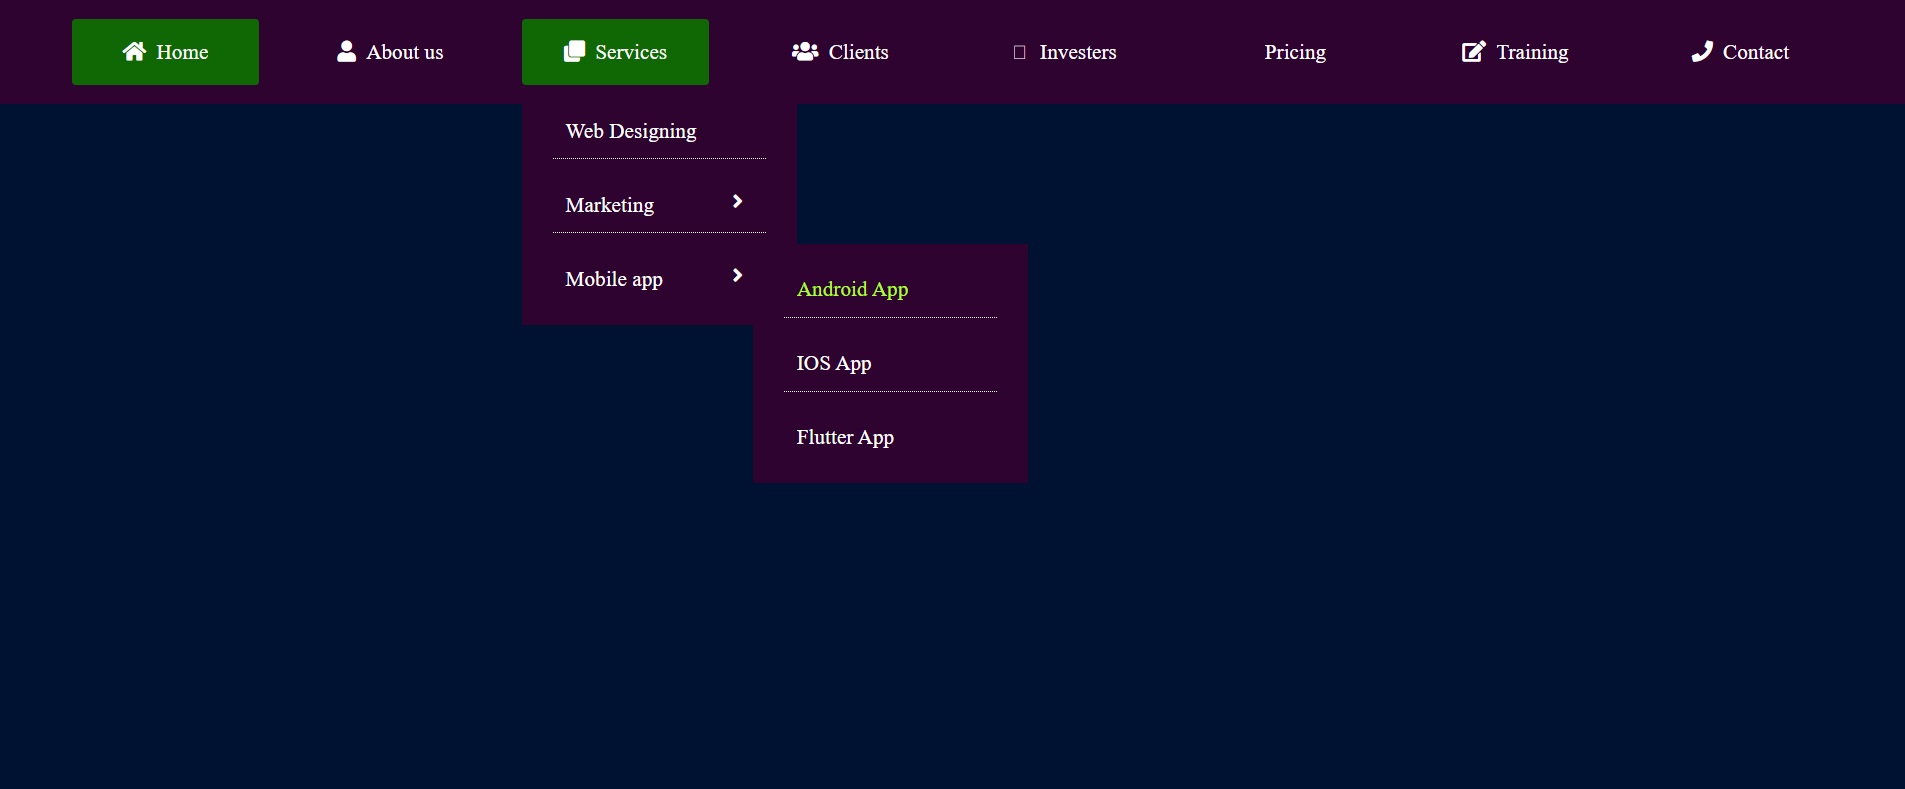 Home About us Services Clients Investers Pricing Training Contact
Web Designing
Marketing
Mobile app
Android App
IOS App
Flutter App